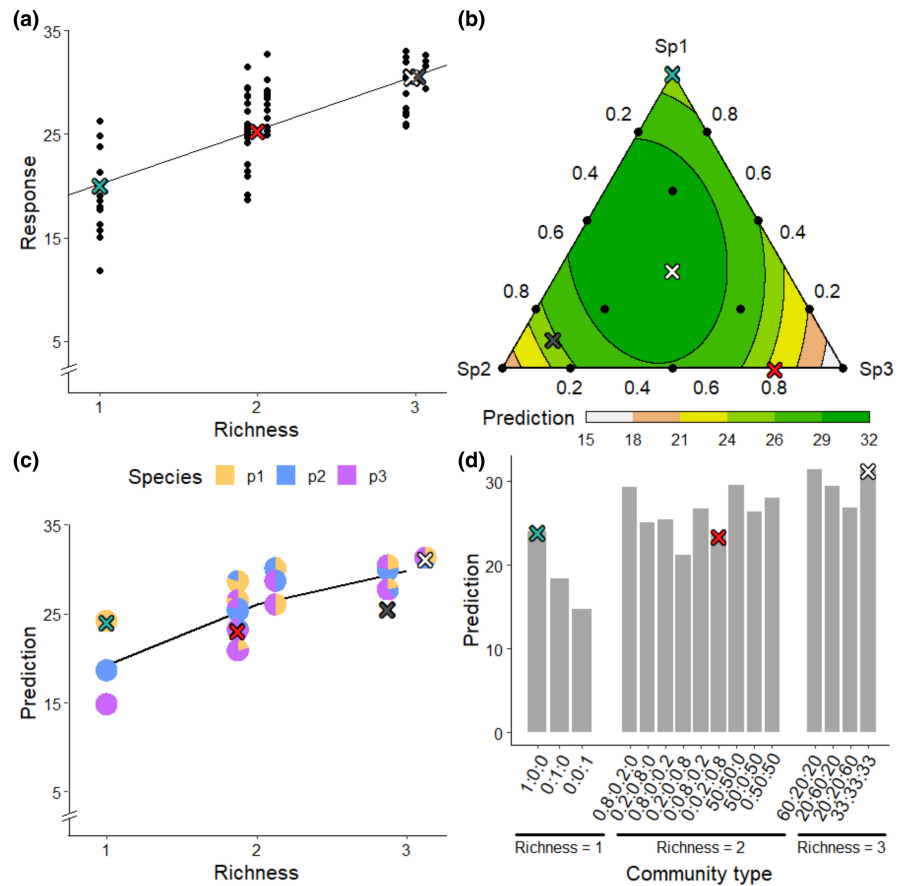 (a)
35
25
15
5
Response
1 2 3
Richness
(b)
Sp1
0.2 0.8
0.4 0.6
0.6 0.4
0.8 0.2
Sp2 Sp3
0.2 0.4 0.6 0.8
Prediction
15 18 21 24 26 29 32
(c)
Species p1 p2 p3
35
25
15
5
Prediction
1 2 3
Richness
(d)
30
20
10
0
Prediction
1:0:0
0:1:0
0:0:1
0.8:0.2:0
0.2:0.8:0
0.8:0:0.2
0.2:0:0.8
0:0.8:0.2
0:0.2:0.8
50:50:0
50:0:50
0:50:50
60:20:20
20:60:20
20:20:60
33:33:33
Richness = 1 Richness = 2 Richness = 3
Community type